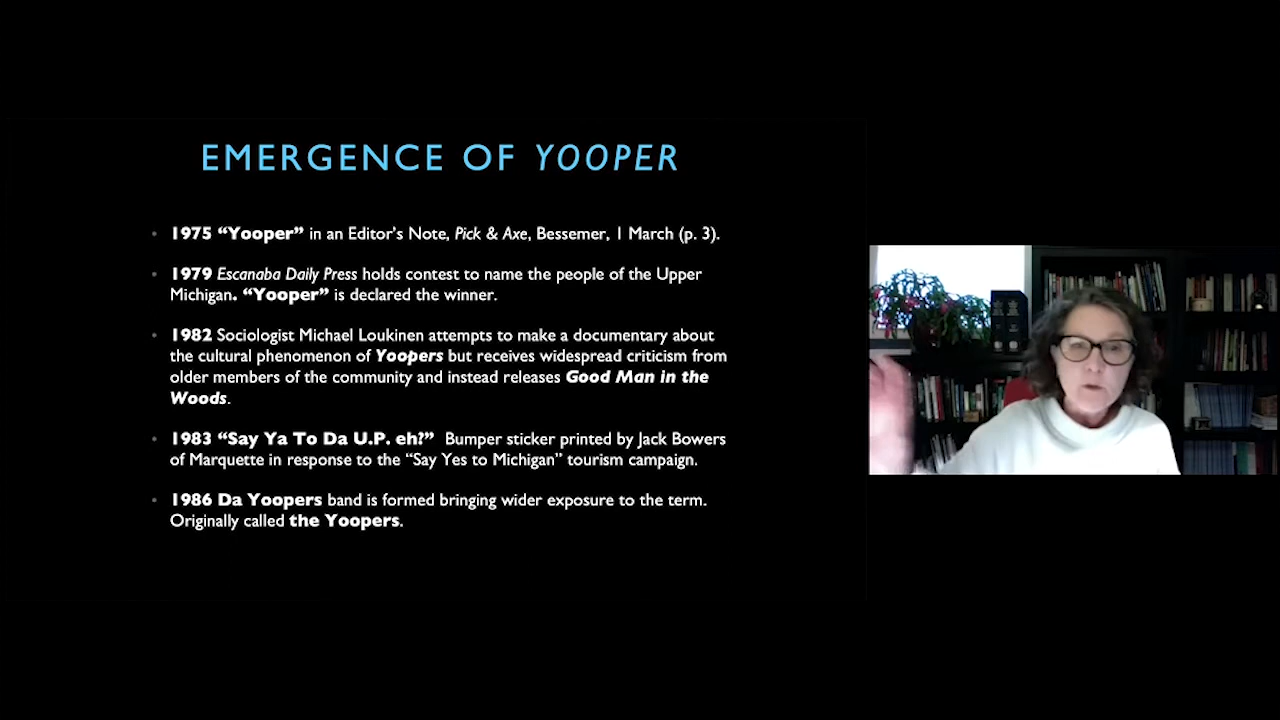 EMERGENCE OF YOOPER
• 1975 “Yooper” in an Editor’s Note, Pick & Axe, Bessemer, 1 March (p. 3).
• 1979 Escanaba Daily Press holds contest to name the people of the Upper
Michigan. “Yooper” is declared the winner.
• 1982 Sociologist Michael Loukinen attempts to make a documentary about
the cultural phenomenon of Yoopers but receives widespread criticism from
older members of the community and instead releases Good Man in the
Woods.
• 1983 “Say Ya To Da U.P. eh?” Bumper sticker printed by Jack Bowers
of Marquette in response to the “Say Yes to Michigan” tourism campaign.
• 1986 Da Yoopers band is formed bringing wider exposure to the term.
Originally called the Yoopers.